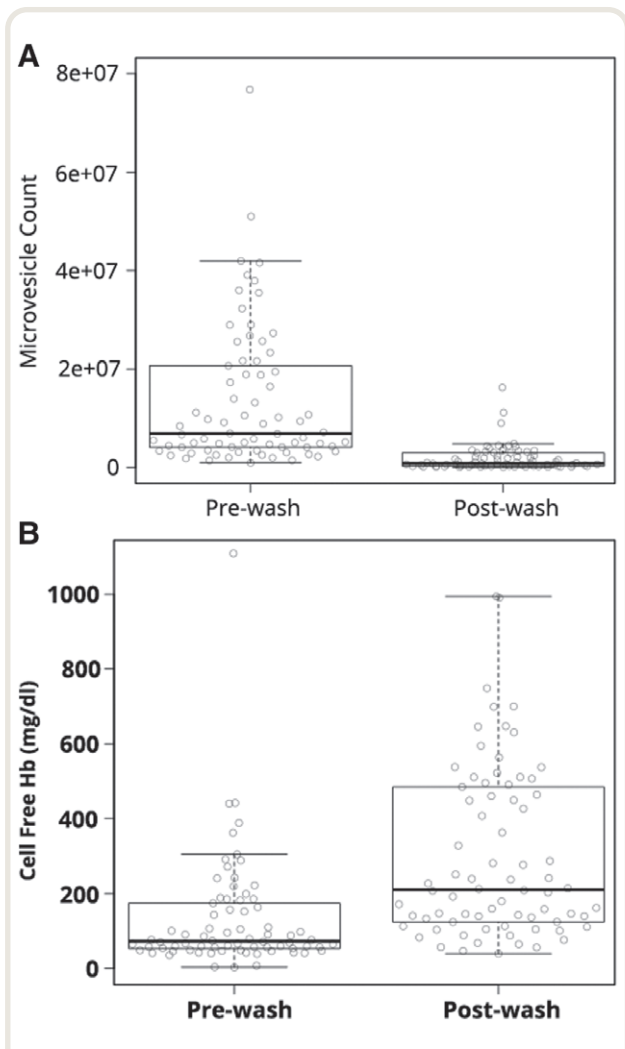 A
8e+07
6e+07
4e+07
2e+07
0
Microvesicle Count
Pre-wash Post-wash
B
1000
800
600
400
200
0
Cell Free Hb (mg/dl)
Pre-wash Post-wash